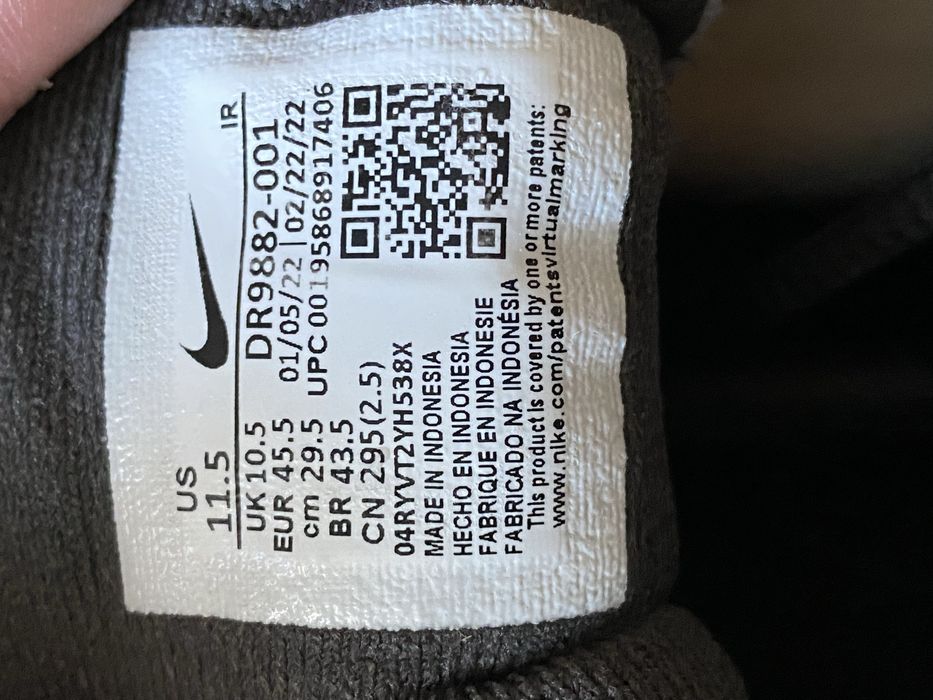 US
11.5
IR
UK 10.5
DR9882-001
EUR 45.5
01/05/22 | 02/22/22
cm 29.5
UPC 00195868917406
BR 43.5
CN 295(2.5)
04RYVT2YH538X
MADE IN INDONESIA
HECHO EN INDONESIA
FABRIQUE EN INDONESIE
FABRICADO NA INDONÉSIA
This product is covered by one or more patents:
www.nike.com/patentsvirtualmarking